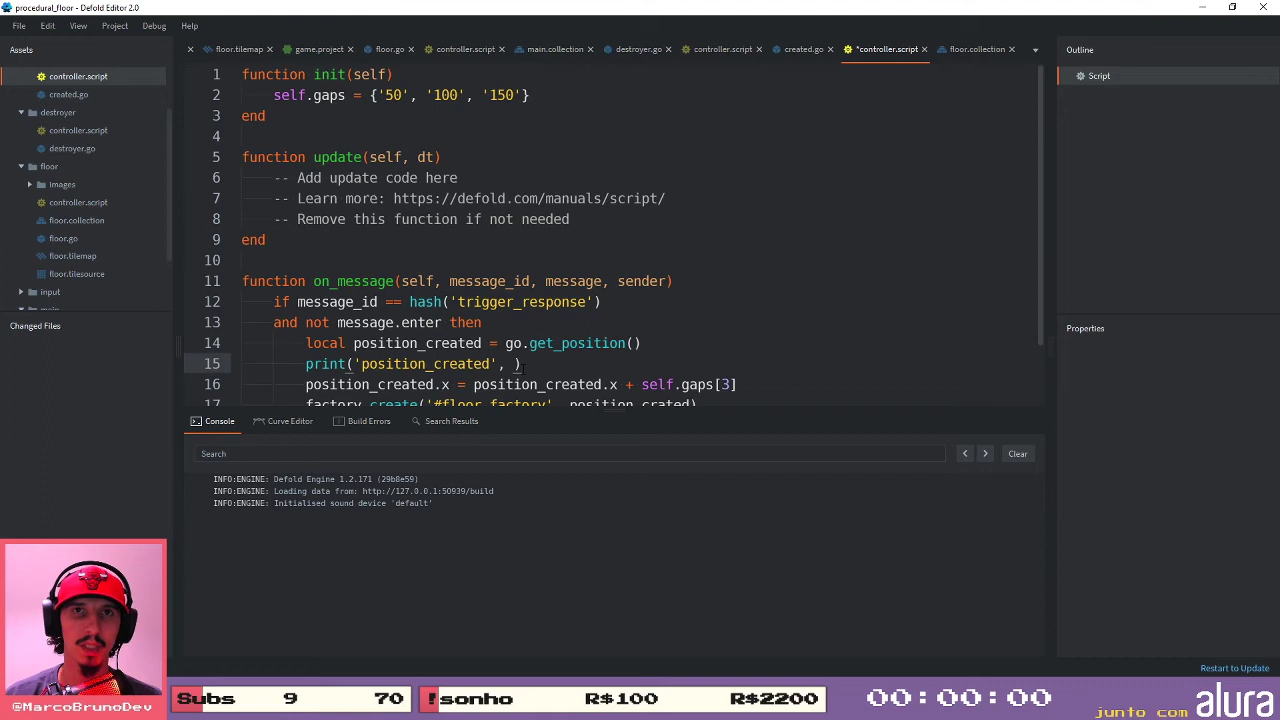 procedural_floor - Defold Editor 2.0
File Edit View Project Debug Help
Assets
floor.tilemap game.project floor.go controller.script main.collection destroyer.go controller.script created.go *controller.script floor.collection
Outline
controller.script
created.go
destroyer
controller.script
destroyer.go
floor
images
controller.script
floor.collection
floor.go
floor.tilemap
floor.tilesource
input
main
Changed Files
1 function init(self)
2 self.gaps = {'50', '100', '150'}
3 end
4
5 function update(self, dt)
6 -- Add update code here
7 -- Learn more: https://defold.com/manuals/script/
8 -- Remove this function if not needed
9 end
10
11 function on_message(self, message_id, message, sender)
12 if message_id == hash('trigger_response')
13 and not message.enter then
14 local position_created = go.get_position()
15 print('position_created', )
16 position_created.x = position_created.x + self.gaps[3]
17 factory.create('#floor_factory', position_crated)
Script
Properties
Console Curve Editor Build Errors Search Results
Search
Clear
INFO:ENGINE: Defold Engine 1.2.171 (29b8e59)
INFO:ENGINE: Loading data from: http://127.0.0.1:50939/build
INFO:ENGINE: Initialised sound device 'default'
Restart to Update
@MarcoBrunoDev
Subs 9 70
!sonho R$100 R$2200
00:00:00
junto com alura